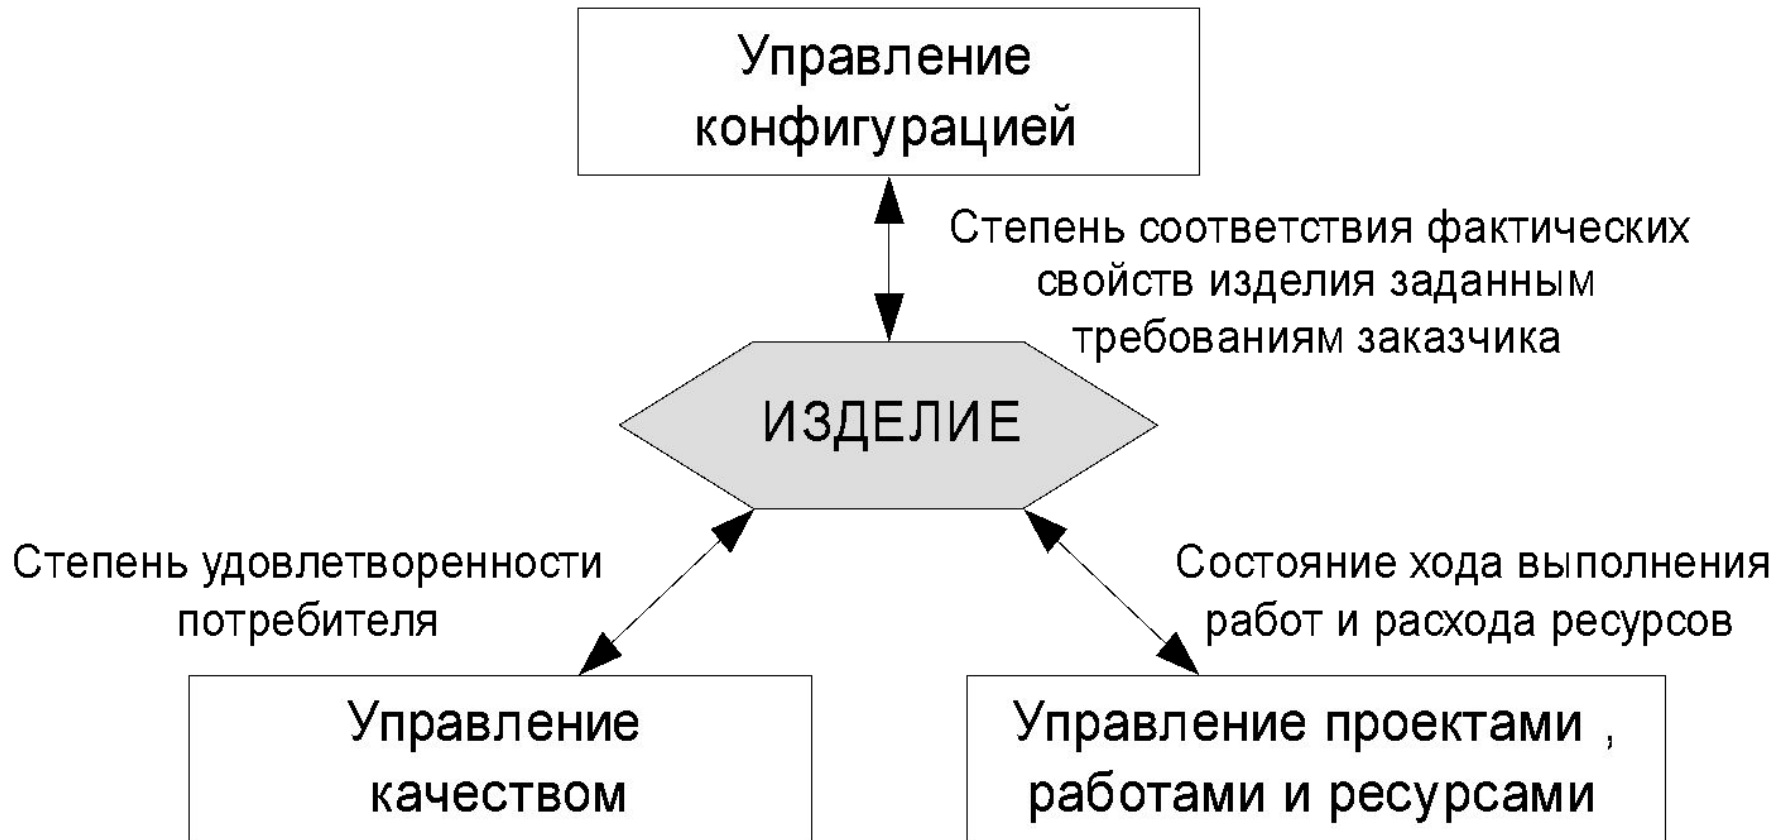 Управление
конфигурацией
Степень соответствия фактических
свойств изделия заданным
требованиям заказчика
ИЗДЕЛИЕ
Степень удовлетворенности
потребителя
Состояние хода выполнения
работ и расхода ресурсов
Управление
качеством
Управление проектами ,
работами и ресурсами